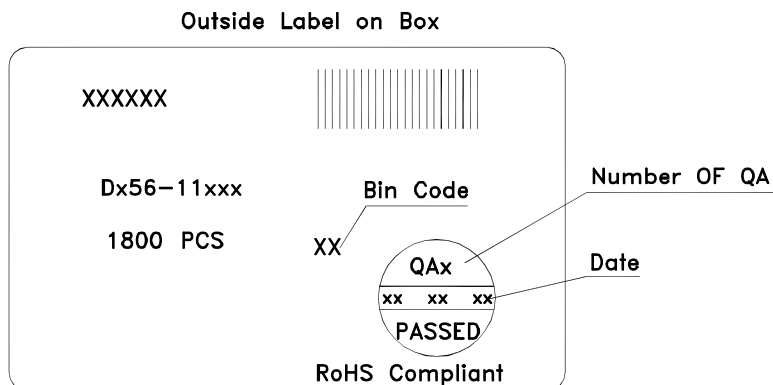 Outside Label on Box
XXXXXX
Dx56-11xxx
Bin Code
Number OF QA
1800 PCS
XX
QAx
Date
xx xx xx
PASSED
RoHS Compliant